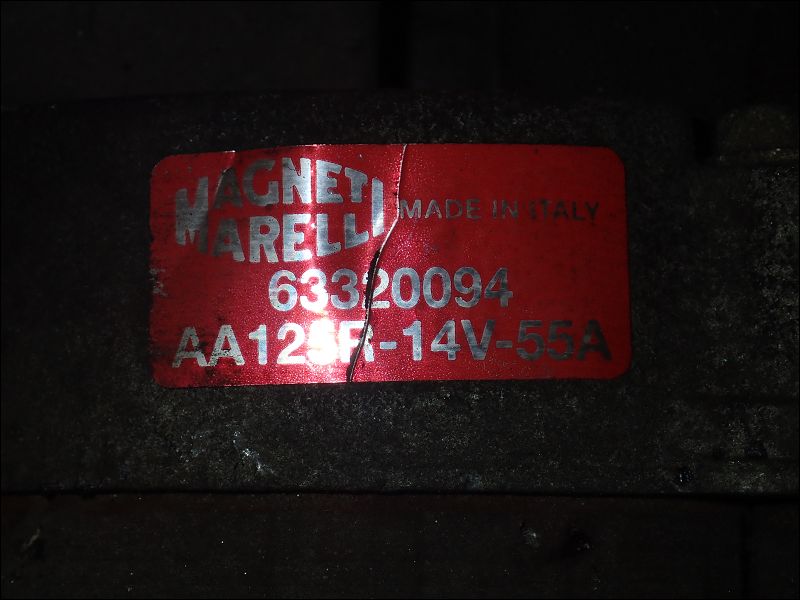 MAGNETI
MARELLI
MADE IN ITALY
63320094
AA125R-14V-55A